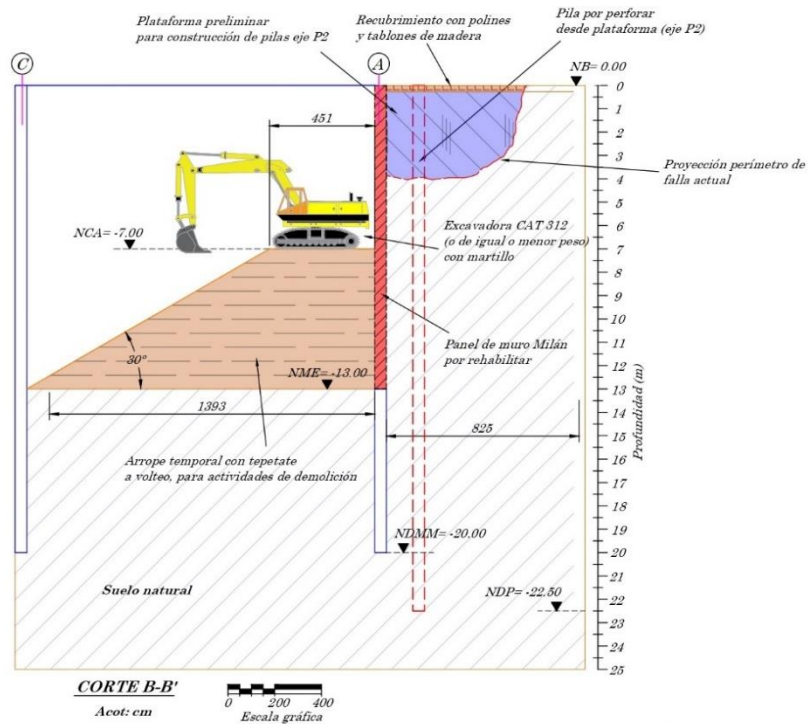 Plataforma preliminar
para construcción de pilas eje P2
Recubrimiento con polines
y tablones de madera
Pila por perforar
desde plataforma (eje P2)
C
A
NB= 0.00
451
Proyección perímetro de
falla actual
NCA= -7.00
Excavadora CAT 312
(o de igual o menor peso)
con martillo
30°
NME= -13.00
Panel de muro Milán
por rehabilitar
1393
825
Arrope temporal con tepetate
a volteo, para actividades de demolición
NDMM= -20.00
Suelo natural
NDP= -22.50
0
1
2
3
4
5
6
7
8
9
10
11
12
13
14
15
16
17
18
19
20
21
22
23
24
25
Profundidad (m)
CORTE B-B'
Acot: cm
0 200 400
Escala gráfica